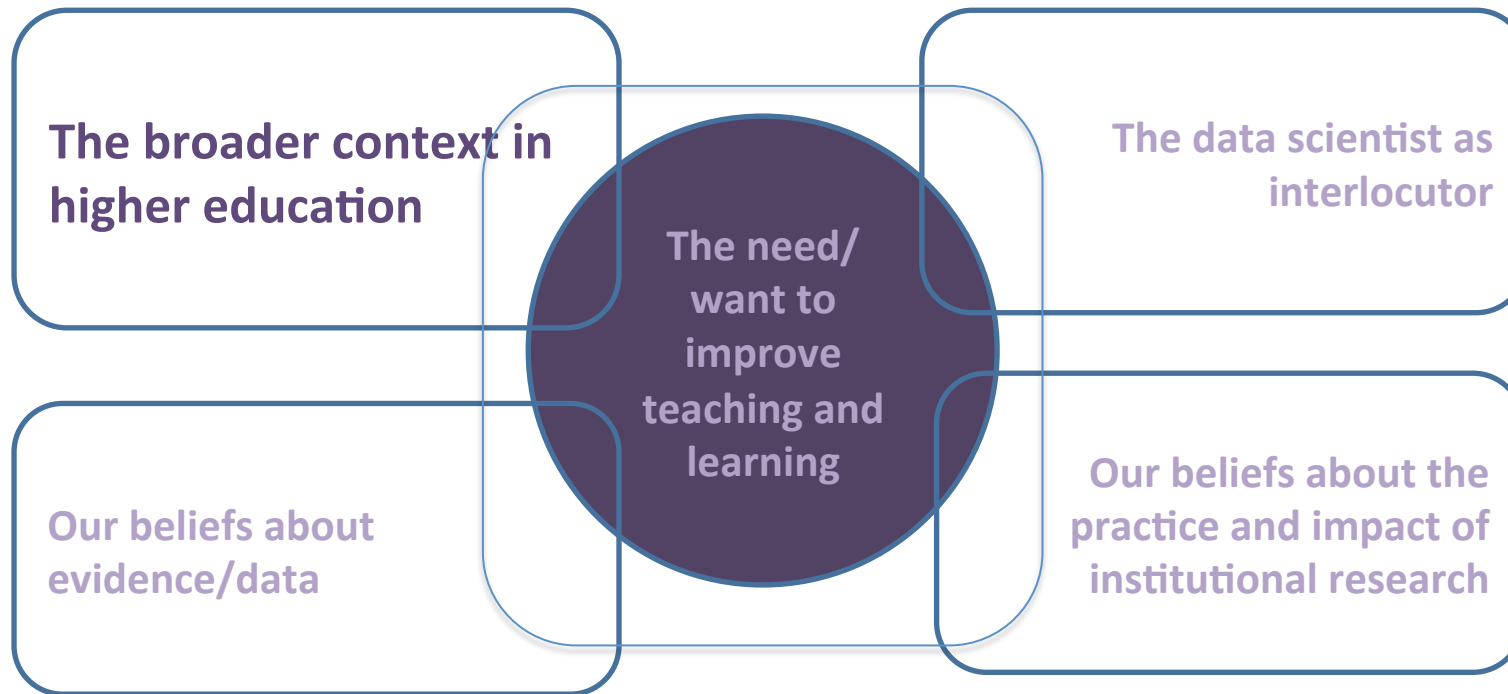 The broader context in
higher education
The data scientist as
interlocutor
The need/
want to
improve
teaching and
learning
Our beliefs about
evidence/data
Our beliefs about the
practice and impact of
institutional research